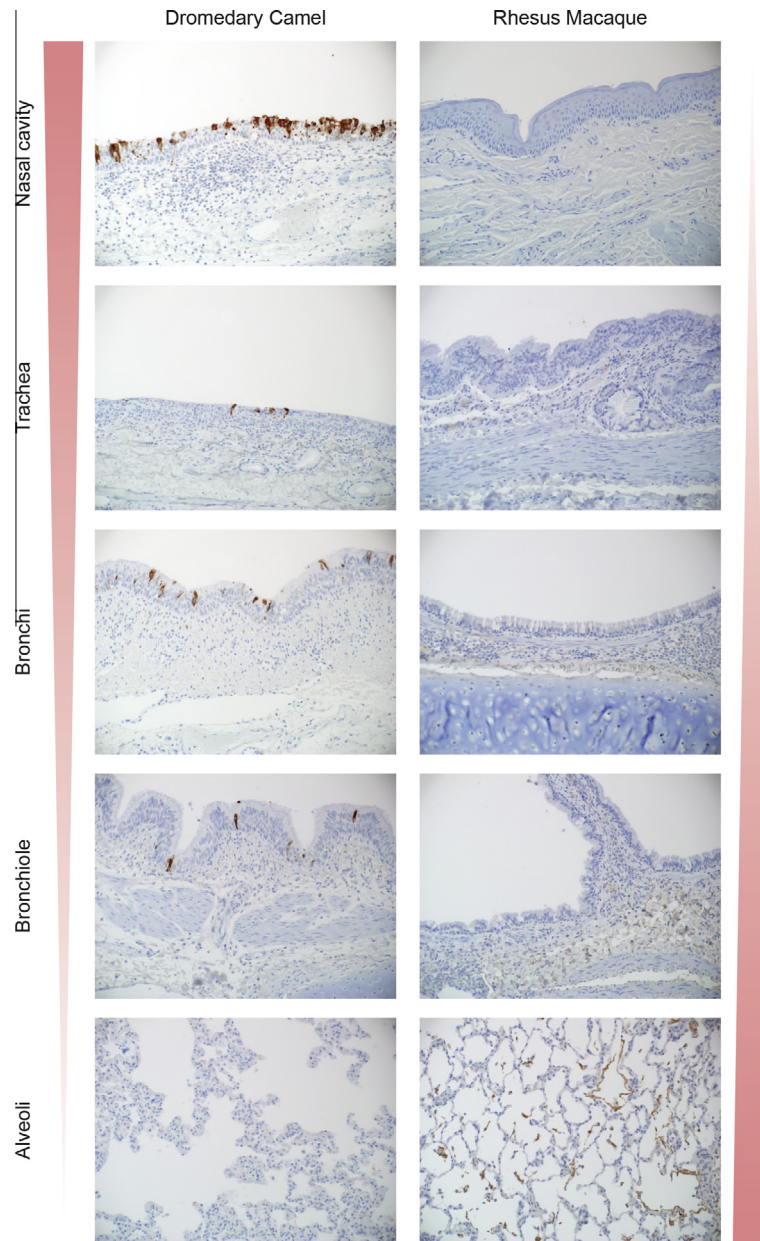 Dromedary Camel
Rhesus Macaque
Nasal cavity
Trachea
Bronchi
Bronchiole
Alveoli